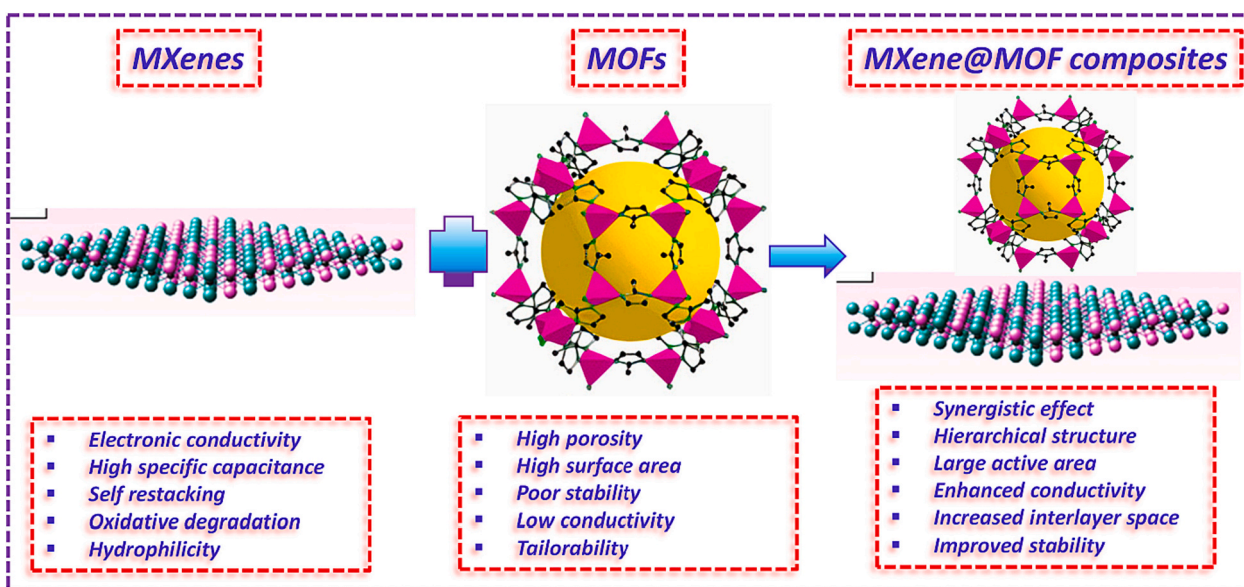 MXenes
MOFs
MXene@MOF composites
▪ Electronic conductivity
▪ High specific capacitance
▪ Self restacking
▪ Oxidative degradation
▪ Hydrophilicity
▪ High porosity
▪ High surface area
▪ Poor stability
▪ Low conductivity
▪ Tailorability
▪ Synergistic effect
▪ Hierarchical structure
▪ Large active area
▪ Enhanced conductivity
▪ Increased interlayer space
▪ Improved stability